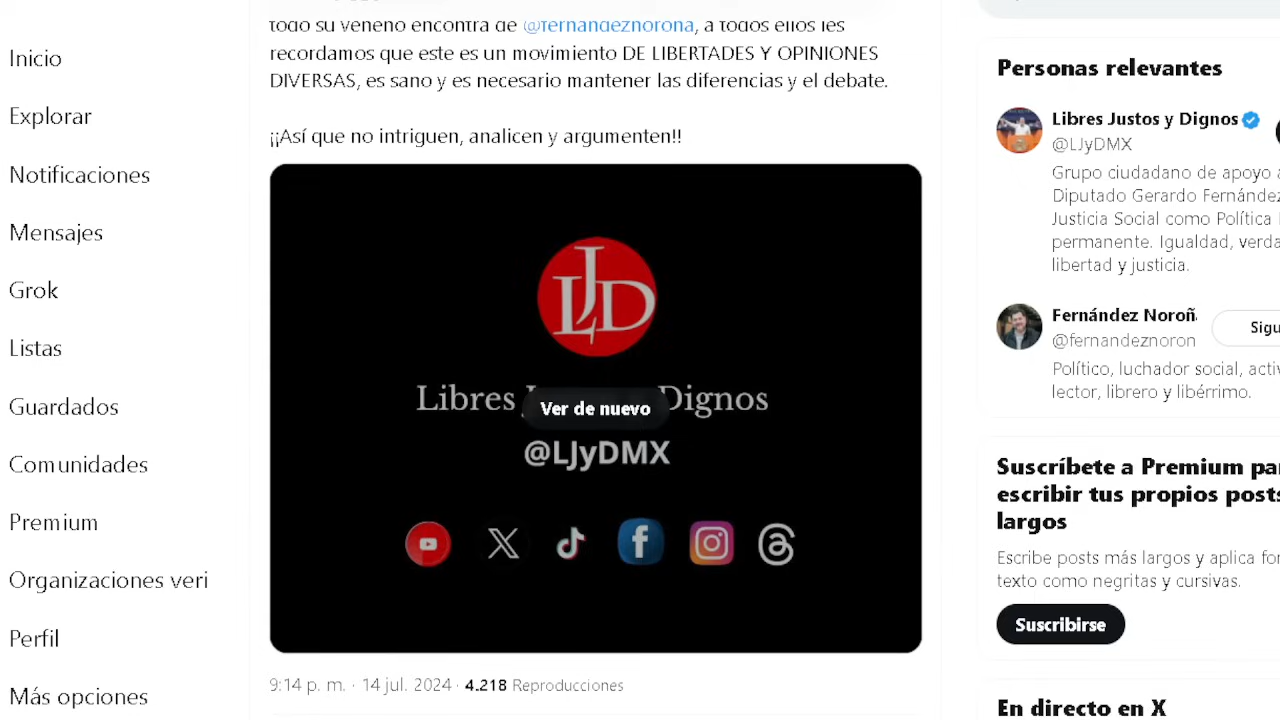 Inicio
Explorar
Notificaciones
Mensajes
Grok
Listas
Guardados
Comunidades
Premium
Organizaciones veri
Perfil
Más opciones
todo su veneno encontra de @fernandeznorona, a todos ellos les
recordamos que este es un movimiento DE LIBERTADES Y OPINIONES
DIVERSAS, es sano y es necesario mantener las diferencias y el debate.
¡¡Así que no intriguen, analicen y argumenten!!
LJD
Libres Dignos
Ver de nuevo
@LJyDMX
9:14 p. m. · 14 jul. 2024 · 4.218 Reproducciones
Personas relevantes
Libres Justos y Dignos
@LJyDMX
Grupo ciudadano de apoyo a
Diputado Gerardo Fernández
Justicia Social como Política
permanente. Igualdad, verda
libertad y justicia.
Fernández Noroñ
@fernandeznoron
Sigu
Político, luchador social, acti
lector, librero y libérrimo.
Suscríbete a Premium pa
escribir tus propios posts
largos
Escribe posts más largos y aplica fo
texto como negritas y cursivas.
Suscribirse
En directo en X